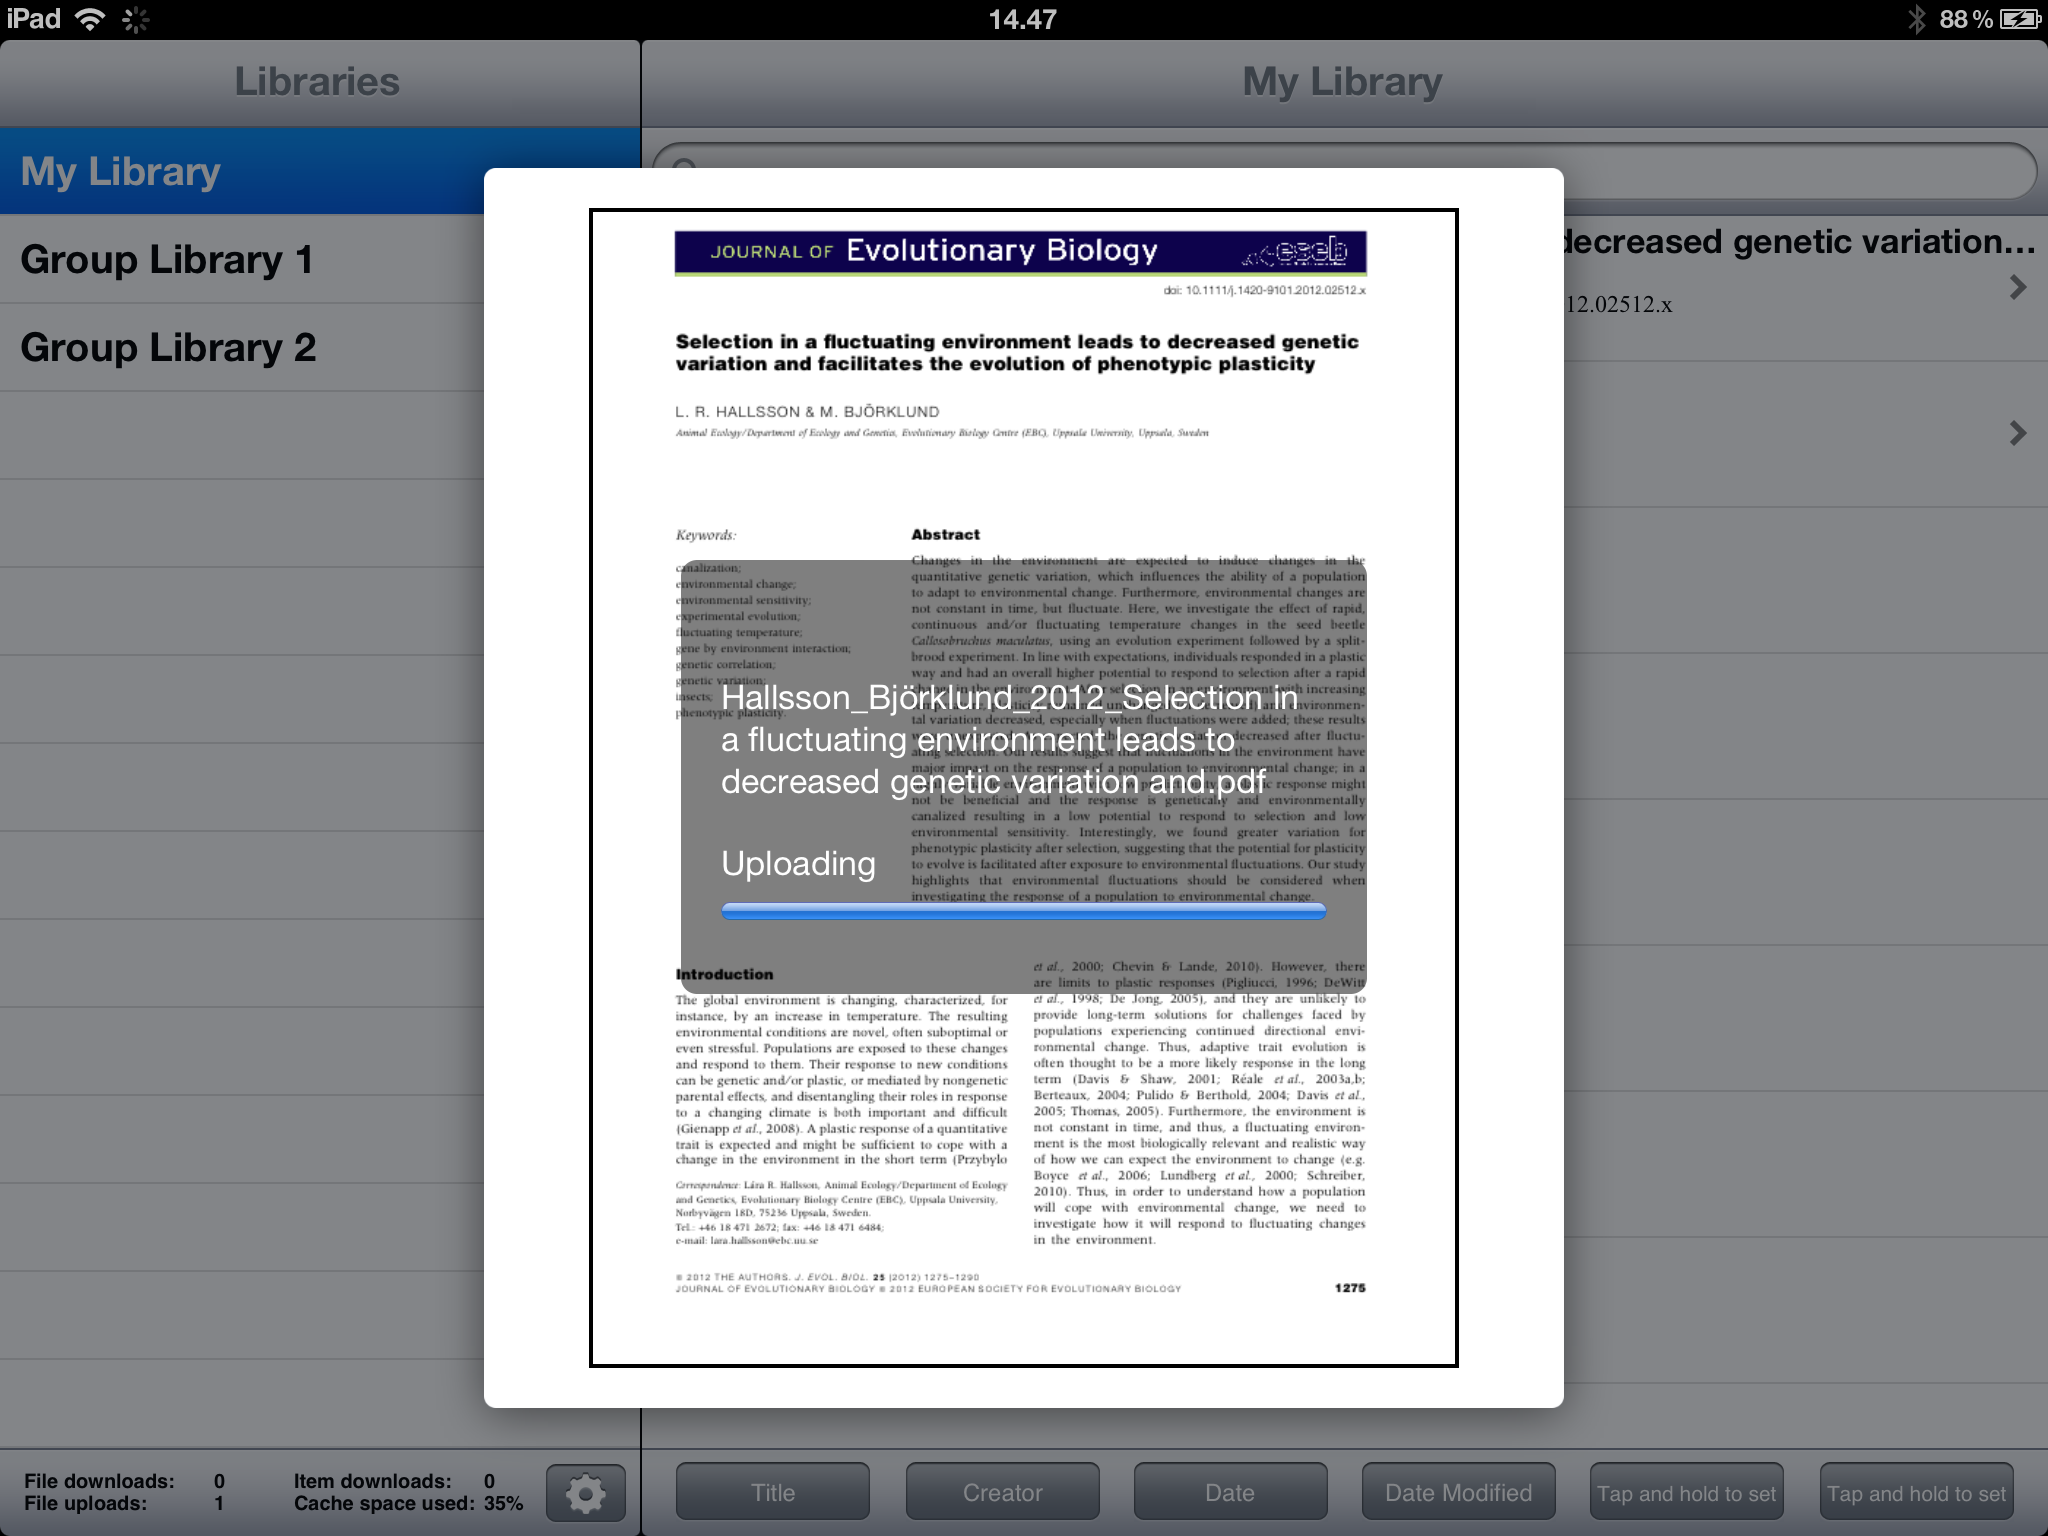 iPad
14.47
88 %
Libraries
My Library
My Library
Group Library 1
Group Library 2
decreased genetic variation...
12.02512.x
JOURNAL OF Evolutionary Biology
eseb
doi: 10.1111/j.1420-9101.2012.02512.x
Selection in a fluctuating environment leads to decreased genetic
variation and facilitates the evolution of phenotypic plasticity
L. R. HALLSSON & M. BJÖRKLUND
Animal Ecology/Department of Ecology and Genetics, Evolutionary Biology Centre (EBC), Uppsala University, Uppsala, Sweden
Keywords:
canalization;
environmental change;
environmental sensitivity;
experimental evolution;
fluctuating temperature;
gene by environment interaction;
genetic correlation;
genetic variation;
insects;
phenotypic plasticity.
Abstract
Changes in the environment are expected to induce changes in the
quantitative genetic variation, which influences the ability of a population
to adapt to environmental change. Furthermore, environmental changes are
not constant in time, but fluctuate. Here, we investigate the effect of rapid,
continuous and/or fluctuating temperature changes in the seed beetle
Callosobruchus maculatus, using an evolution experiment followed by a split-
brood experiment. In line with expectations, individuals responded in a plastic
way and had an overall higher potential to respond to selection after a rapid
change in the environment. After selection in an environment with increasing
environmen-
tal variation decreased, especially when fluctuations were added; these results
decreased after fluctu-
ating selection. Our results suggest that fluctuations in the environment have
major impact on the response of a population to environmental change; in a
response might
not be beneficial and the response is genetically and environmentally
canalized resulting in a low potential to respond to selection and low
environmental sensitivity. Interestingly, we found greater variation for
phenotypic plasticity after selection, suggesting that the potential for plasticity
to evolve is facilitated after exposure to environmental fluctuations. Our study
highlights that environmental fluctuations should be considered when
investigating the response of a population to environmental change.
Hallsson_Björklund_2012_Selection in
a fluctuating environment leads to
decreased genetic variation and.pdf
Uploading
Introduction
The global environment is changing, characterized, for
instance, by an increase in temperature. The resulting
environmental conditions are novel, often suboptimal or
even stressful. Populations are exposed to these changes
and respond to them. Their response to new conditions
can be genetic and/or plastic, or mediated by nongenetic
parental effects, and disentangling their roles in response
to a changing climate is both important and difficult
(Gienapp et al., 2008). A plastic response of a quantitative
trait is expected and might be sufficient to cope with a
change in the environment in the short term (Przybylo
Correspondence: Lára R. Hallsson, Animal Ecology/Department of Ecology
and Genetics, Evolutionary Biology Centre (EBC), Uppsala University,
Norbyvägen 18D, 75236 Uppsala, Sweden.
Tel.: +46 18 471 2672; fax: +46 18 471 6484;
e-mail: lara.hallsson@ebc.uu.se
et al., 2000; Chevin & Lande, 2010). However, there
are limits to plastic responses (Pigliucci, 1996; DeWitt
et al., 1998; De Jong, 2005), and they are unlikely to
provide long-term solutions for challenges faced by
populations experiencing continued directional envi-
ronmental change. Thus, adaptive trait evolution is
often thought to be a more likely response in the long
term (Davis & Shaw, 2001; Réale et al., 2003a,b;
Berteaux, 2004; Pulido & Berthold, 2004; Davis et al.,
2005; Thomas, 2005). Furthermore, the environment is
not constant in time, and thus, a fluctuating environ-
ment is the most biologically relevant and realistic way
of how we can expect the environment to change (e.g.
Boyce et al., 2006; Lundberg et al., 2000; Schreiber,
2010). Thus, in order to understand how a population
will cope with environmental change, we need to
investigate how it will respond to fluctuating changes
in the environment.
© 2012 THE AUTHORS. J. EVOL. BIOL. 25 (2012) 1275–1290
JOURNAL OF EVOLUTIONARY BIOLOGY © 2012 EUROPEAN SOCIETY FOR EVOLUTIONARY BIOLOGY
1275
File downloads: 0
Item downloads: 0
File uploads: 1
Cache space used: 35%
Title
Creator
Date
Date Modified
Tap and hold to set
Tap and hold to set